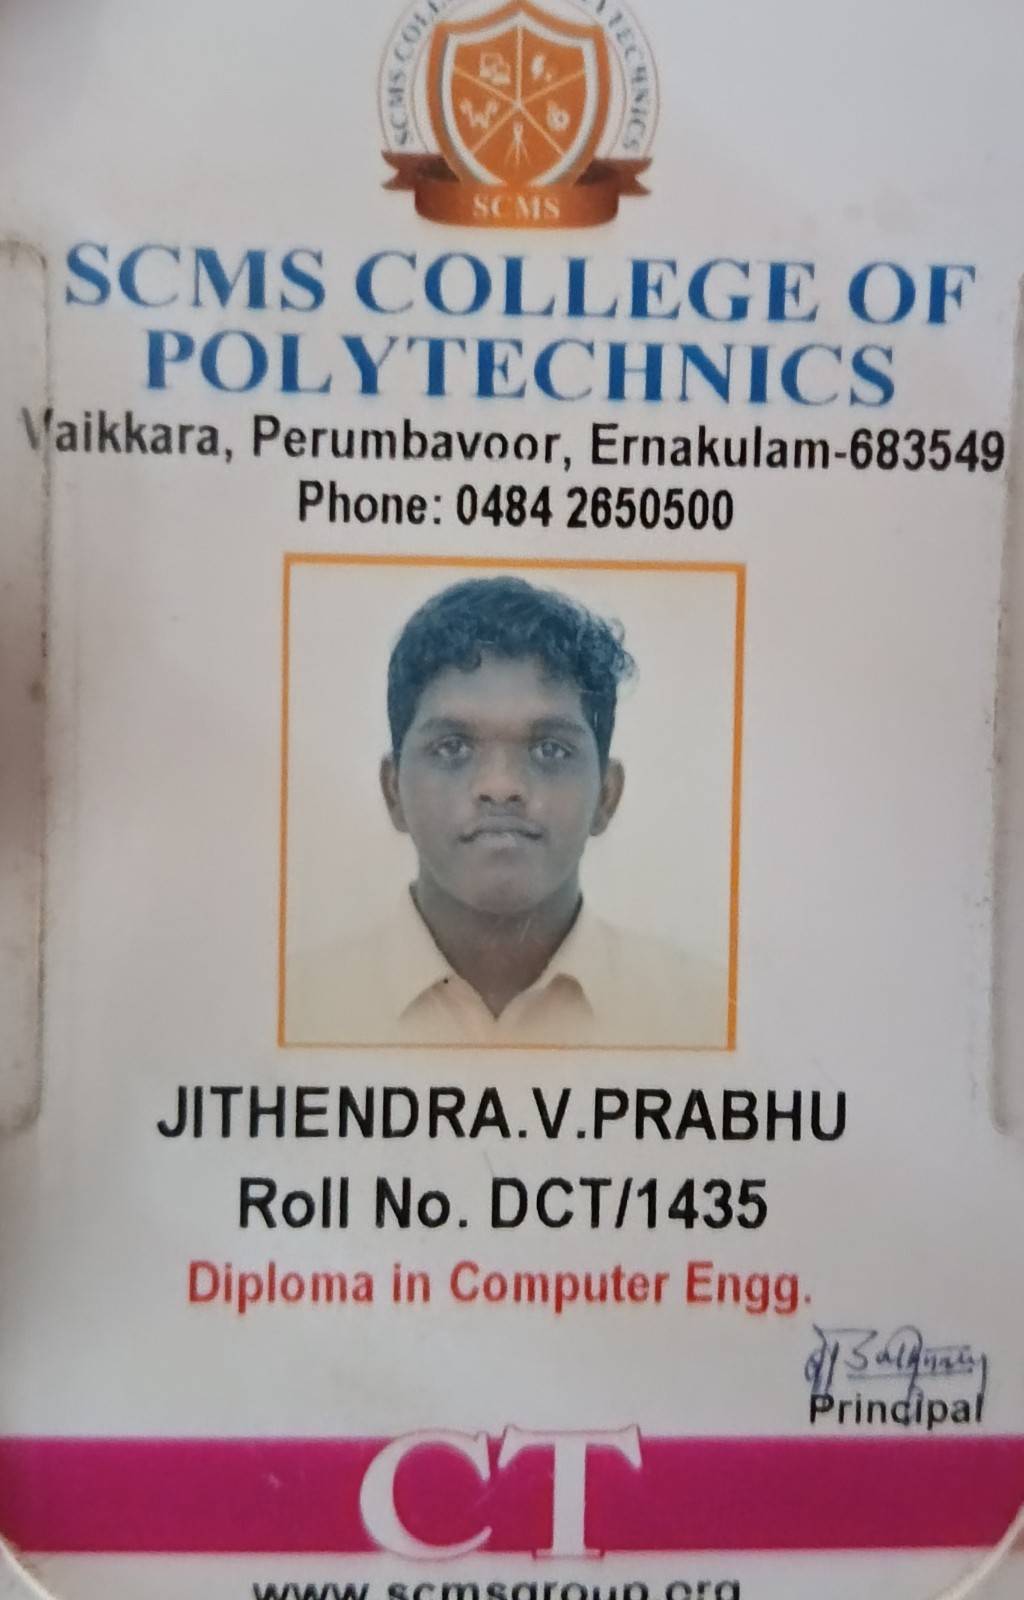 SCMS COLLEGE OF POLYTECHNICS
SCMS
SCMS COLLEGE OF
POLYTECHNICS
Vaikkara, Perumbavoor, Ernakulam-683549
Phone: 0484 2650500
JITHENDRA.V.PRABHU
Roll No. DCT/1435
Diploma in Computer Engg.
Principal
CT
www.scmsgroup.org